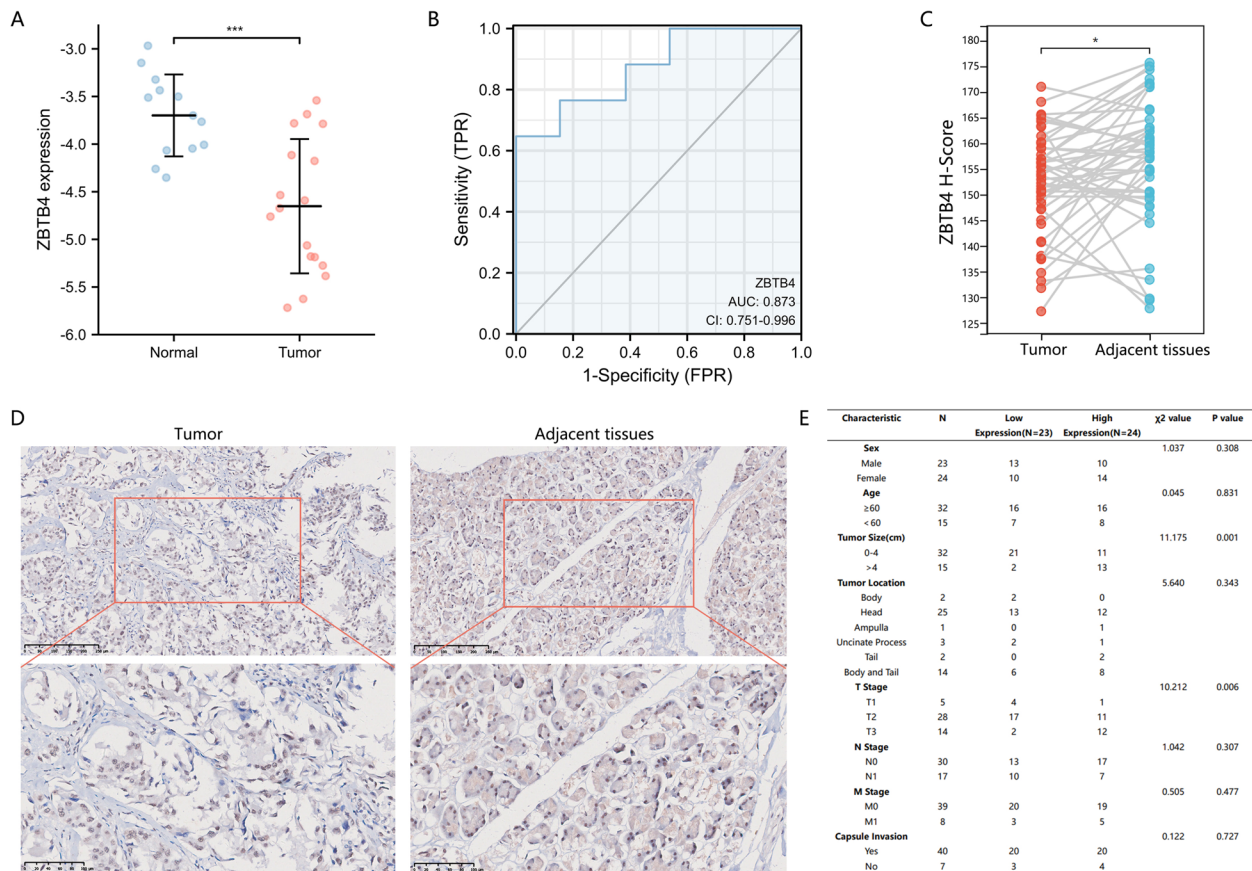 A
***
-3.0
-3.5
-4.0
-4.5
-5.0
-5.5
-6.0
ZBTB4 expression
Normal Tumor
B
1.0
0.8
0.6
0.4
0.2
0.0
Sensitivity (TPR)
ZBTB4
AUC: 0.873
CI: 0.751-0.996
0.0 0.2 0.4 0.6 0.8 1.0
1-Specificity (FPR)
C
*
180
175
170
165
160
155
150
145
140
135
130
125
ZBTB4 H-Score
Tumor Adjacent tissues
D
Tumor Adjacent tissues
E
Characteristic N Low Expression(N=23) High Expression(N=24) χ2 value P value
Sex 1.037 0.308
Male 23 13 10
Female 24 10 14
Age 0.045 0.831
≥60 32 16 16
<60 15 7 8
Tumor Size(cm) 11.175 0.001
0-4 32 21 11
>4 15 2 13
Tumor Location 5.640 0.343
Body 2 2 0
Head 25 13 12
Ampulla 1 0 1
Uncinate Process 3 2 1
Tail 2 0 2
Body and Tail 14 6 8
T Stage 10.212 0.006
T1 5 4 1
T2 28 17 11
T3 14 2 12
N Stage 1.042 0.307
N0 30 13 17
N1 17 10 7
M Stage 0.505 0.477
M0 39 20 19
M1 8 3 5
Capsule Invasion 0.122 0.727
Yes 40 20 20
No 7 3 4